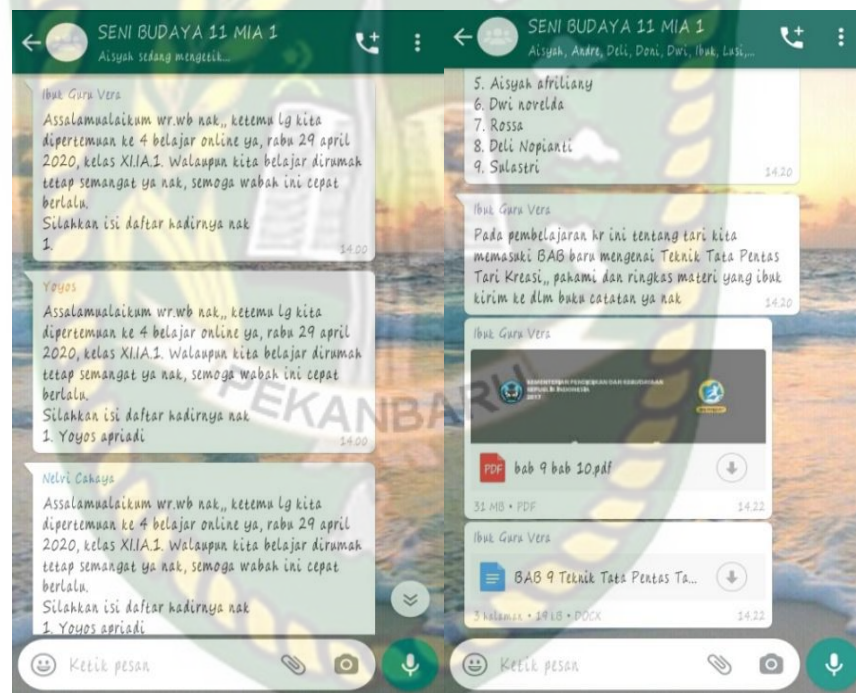 SENI BUDAYA 11 MIA 1
Aisyah sedang mengetik...
Ibuk Guru Vera
Assalamualaikum wr.wb nak,, ketemu lg kita
dipertemuan ke 4 belajar online ya, rabu 29 april
2020, kelas XI.IA.1. Walaupun kita belajar dirumah
tetap semangat ya nak, semoga wabah ini cepat
berlalu.
Silahkan isi daftar hadirnya nak
1.
14.00
Yoyos
Assalamualaikum wr.wb nak,, ketemu lg kita
dipertemuan ke 4 belajar online ya, rabu 29 april
2020, kelas XI.IA.1. Walaupun kita belajar dirumah
tetap semangat ya nak, semoga wabah ini cepat
berlalu.
Silahkan isi daftar hadirnya nak
1. Yoyos apriadi
14.00
Nelvi Cahaya
Assalamualaikum wr.wb nak,, ketemu lg kita
dipertemuan ke 4 belajar online ya, rabu 29 april
2020, kelas XI.IA.1. Walaupun kita belajar dirumah
tetap semangat ya nak, semoga wabah ini cepat
berlalu.
Silahkan isi daftar hadirnya nak
1. Yoyos apriadi
Ketik pesan
SENI BUDAYA 11 MIA 1
Aisyah, Andre, Deli, Doni, Dwi, Ibuk, Lusi,...
5. Aisyah afriliany
6. Dwi novelda
7. Rossa
8. Deli Nopianti
9. Sulastri
14.20
Ibuk Guru Vera
Pada pembelajaran hr ini tentang tari kita
memasuki BAB baru mengenai Teknik Tata Pentas
Tari Kreasi,, pahami dan ringkas materi yang ibuk
kirim ke dlm buku catatan ya nak
14.20
Ibuk Guru Vera
KEMENTERIAN PENDIDIKAN DAN KEBUDAYAAN
REPUBLIK INDONESIA
2017
PDF
bab 9 bab 10.pdf
31 MB • PDF
14.22
Ibuk Guru Vera
BAB 9 Teknik Tata Pentas Ta...
3 halaman • 19 kB • DOCX
14.22
Ketik pesan
PEKANBARU